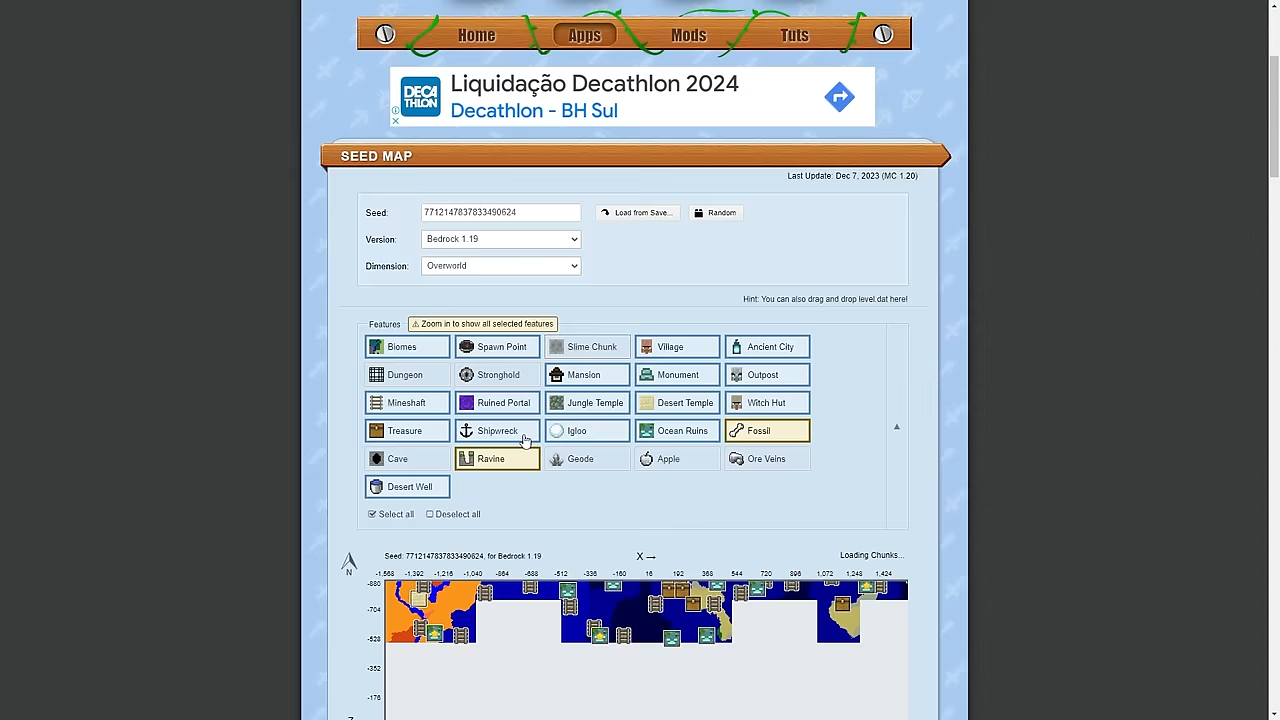 Home Apps Mods Tuts
DECA
THLON
Liquidação Decathlon 2024
Decathlon - BH Sul
SEED MAP
Last Update: Dec 7, 2023 (MC 1.20)
Seed: 7712147837833490624 Load from Save... Random
Version: Bedrock 1.19
Dimension: Overworld
Hint: You can also drag and drop level.dat here!
Features ⚠ Zoom in to show all selected features
Biomes Spawn Point Slime Chunk Village Ancient City
Dungeon Stronghold Mansion Monument Outpost
Mineshaft Ruined Portal Jungle Temple Desert Temple Witch Hut
Treasure Shipwreck Igloo Ocean Ruins Fossil
Cave Ravine Geode Apple Ore Veins
Desert Well
Select all Deselect all
N
Seed: 7712147837833490624, for Bedrock 1.19 X → Loading Chunks...
-1,568 -1,392 -1,216 -1,040 -864 -688 -512 -336 -160 16 192 368 544 720 896 1,072 1,248 1,424
-880
-704
-528
-352
-176